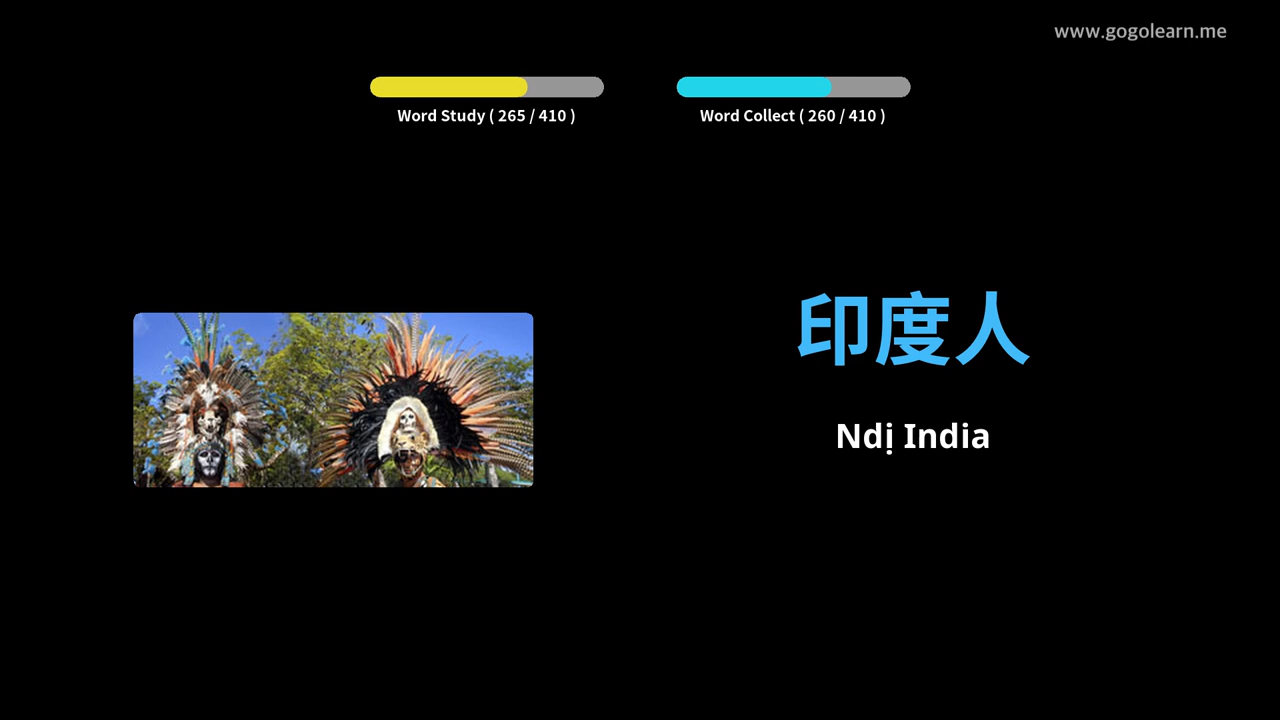 www.gogolearn.me
Word Study ( 265 / 410 )
Word Collect ( 260 / 410 )
印度人
Ndị India